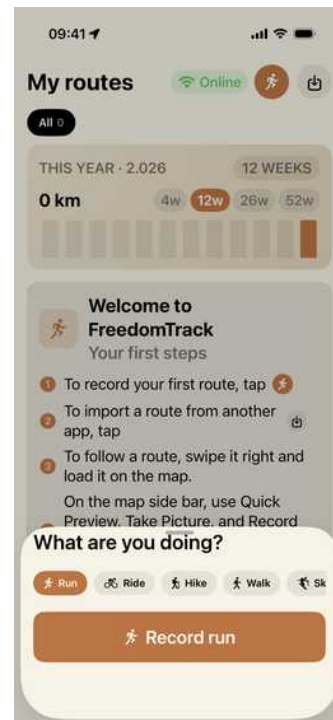 09:41
My routes
Online
All 0
THIS YEAR · 2.026
12 WEEKS
0 km
4w
12w
26w
52w
Welcome to
FreedomTrack
Your first steps
1 To record your first route, tap
2 To import a route from another
app, tap
3 To follow a route, swipe it right and
load it on the map.
On the map side bar, use Quick
Preview, Take Picture, and Record
What are you doing?
Run
Ride
Hike
Walk
Sk
Record run